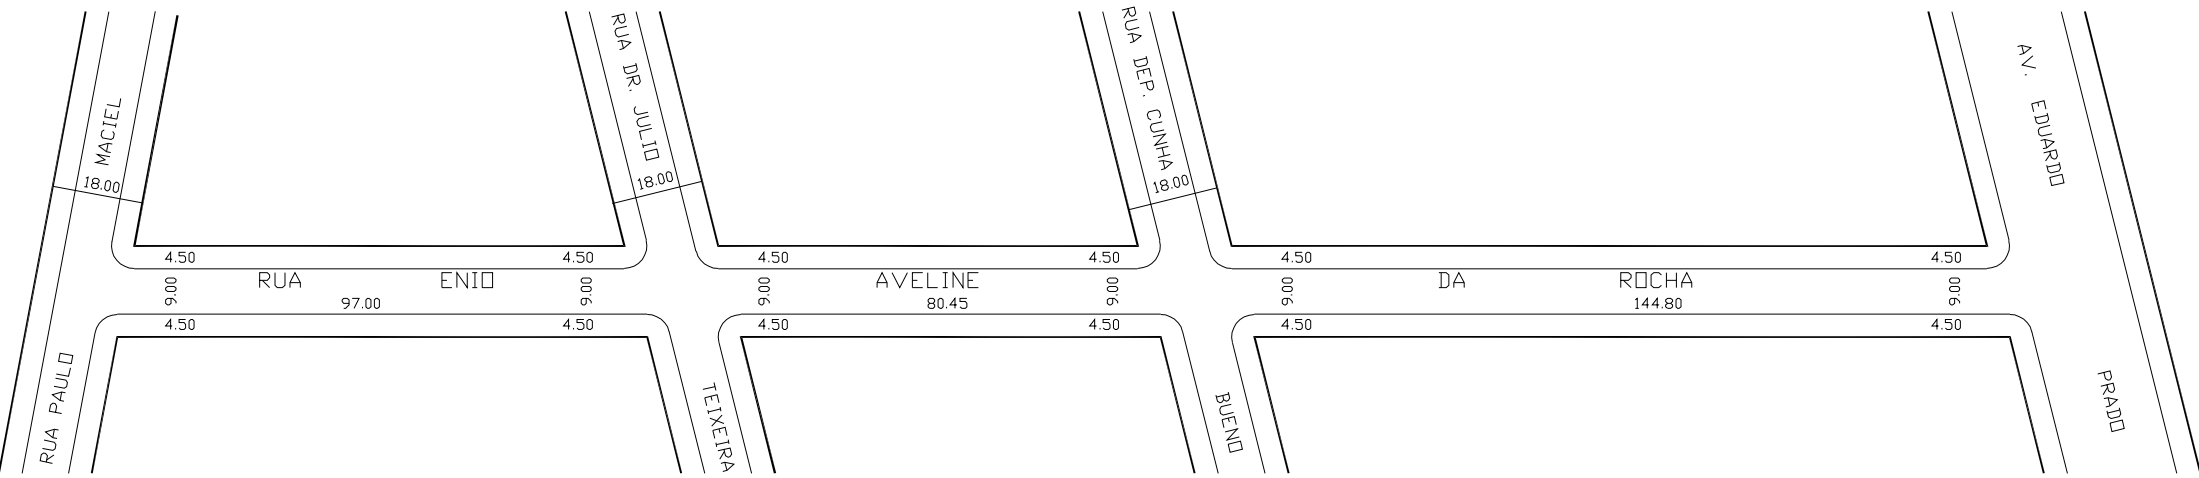 RUA PAULO MACIEL
18.00
RUA DR. JULIO TEIXEIRA
18.00
RUA DEP. CUNHA BUENO
18.00
AV. EDUARDO PRADO
4.50 4.50 4.50 4.50 4.50 4.50
RUA ENIO AVELINE DA ROCHA
9.00 9.00 9.00 9.00 9.00 9.00
97.00 80.45 144.80
4.50 4.50 4.50 4.50 4.50 4.50